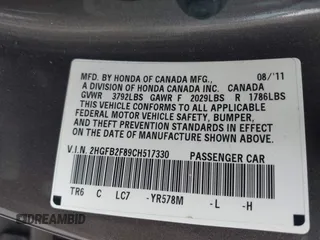 MFD. BY HONDA OF CANADA MFG., 08/'11
A DIVISION OF HONDA CANADA INC. CANADA
GVWR 3792LBS GAWR F 2029LBS R 1786LBS
THIS VEHICLE CONFORMS TO ALL APPLICABLE
FEDERAL MOTOR VEHICLE SAFETY, BUMPER,
AND THEFT PREVENTION STANDARDS IN EFFECT
ON THE DATE OF MANUFACTURE SHOWN ABOVE.
V.I.N. 2HGFB2F89CH517330 PASSENGER CAR
TR6 C LC7 -YR578M -L -H
DREAMBID